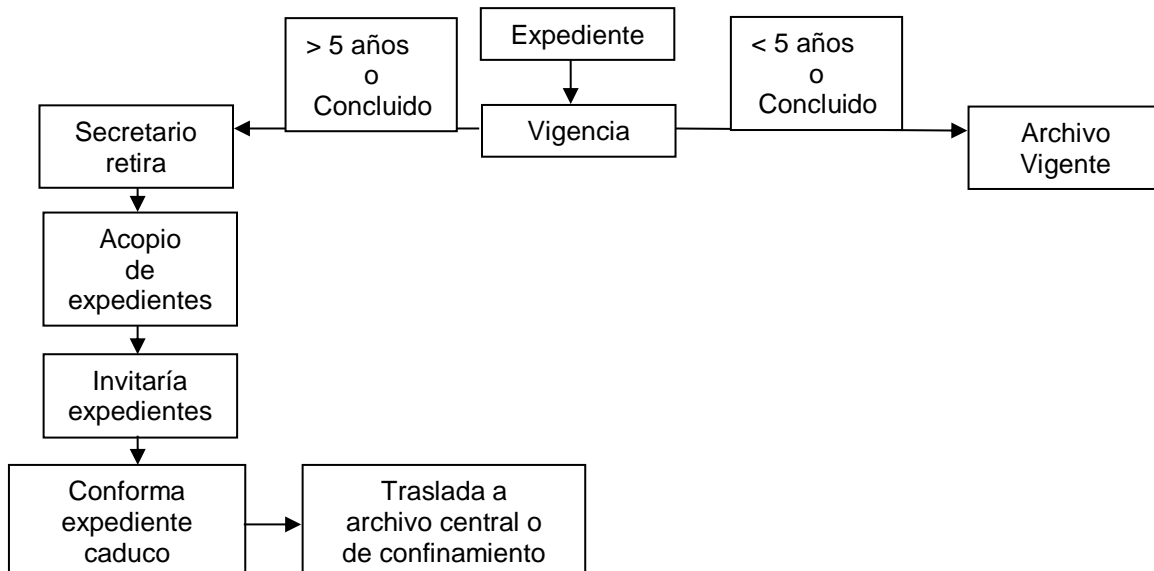 Expediente
> 5 años
o
Concluido
< 5 años
o
Concluido
Secretario
retira
Vigencia
Archivo
Vigente
Acopio
de
expedientes
Invitaría
expedientes
Conforma
expediente
caduco
Traslada a
archivo central o
de confinamiento